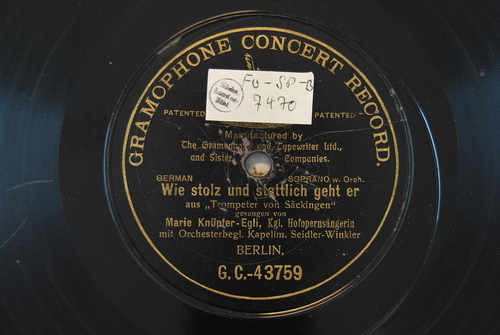 GRAMOPHONE CONCERT RECORD.
FO-SP-B
7470
PATENTED
PATENTED
Manufactured by
The Gramophone and Typewriter Ltd.,
and Sister Companies.
GERMAN
SOPRANO w. Orch.
Wie stolz und stattlich geht er
aus „Trompeter von Säckingen"
gesungen von
Marie Knüpfer-Egli, Kgl. Hofopernsängerin
mit Orchesterbegl. Kapellm. Seidler-Winkler
BERLIN.
G.C.-43759